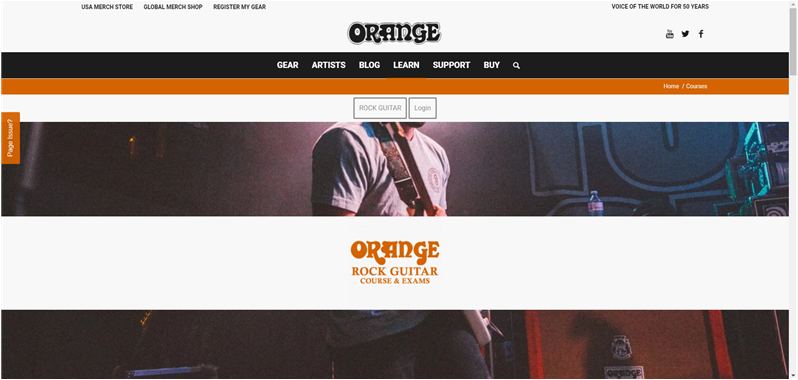 USA MERCH STORE GLOBAL MERCH SHOP REGISTER MY GEAR VOICE OF THE WORLD FOR 50 YEARS
ORANGE
GEAR ARTISTS BLOG LEARN SUPPORT BUY
Home / Courses
ROCK GUITAR Login
Page Issue?
ORANGE
ROCK GUITAR
COURSE & EXAMS